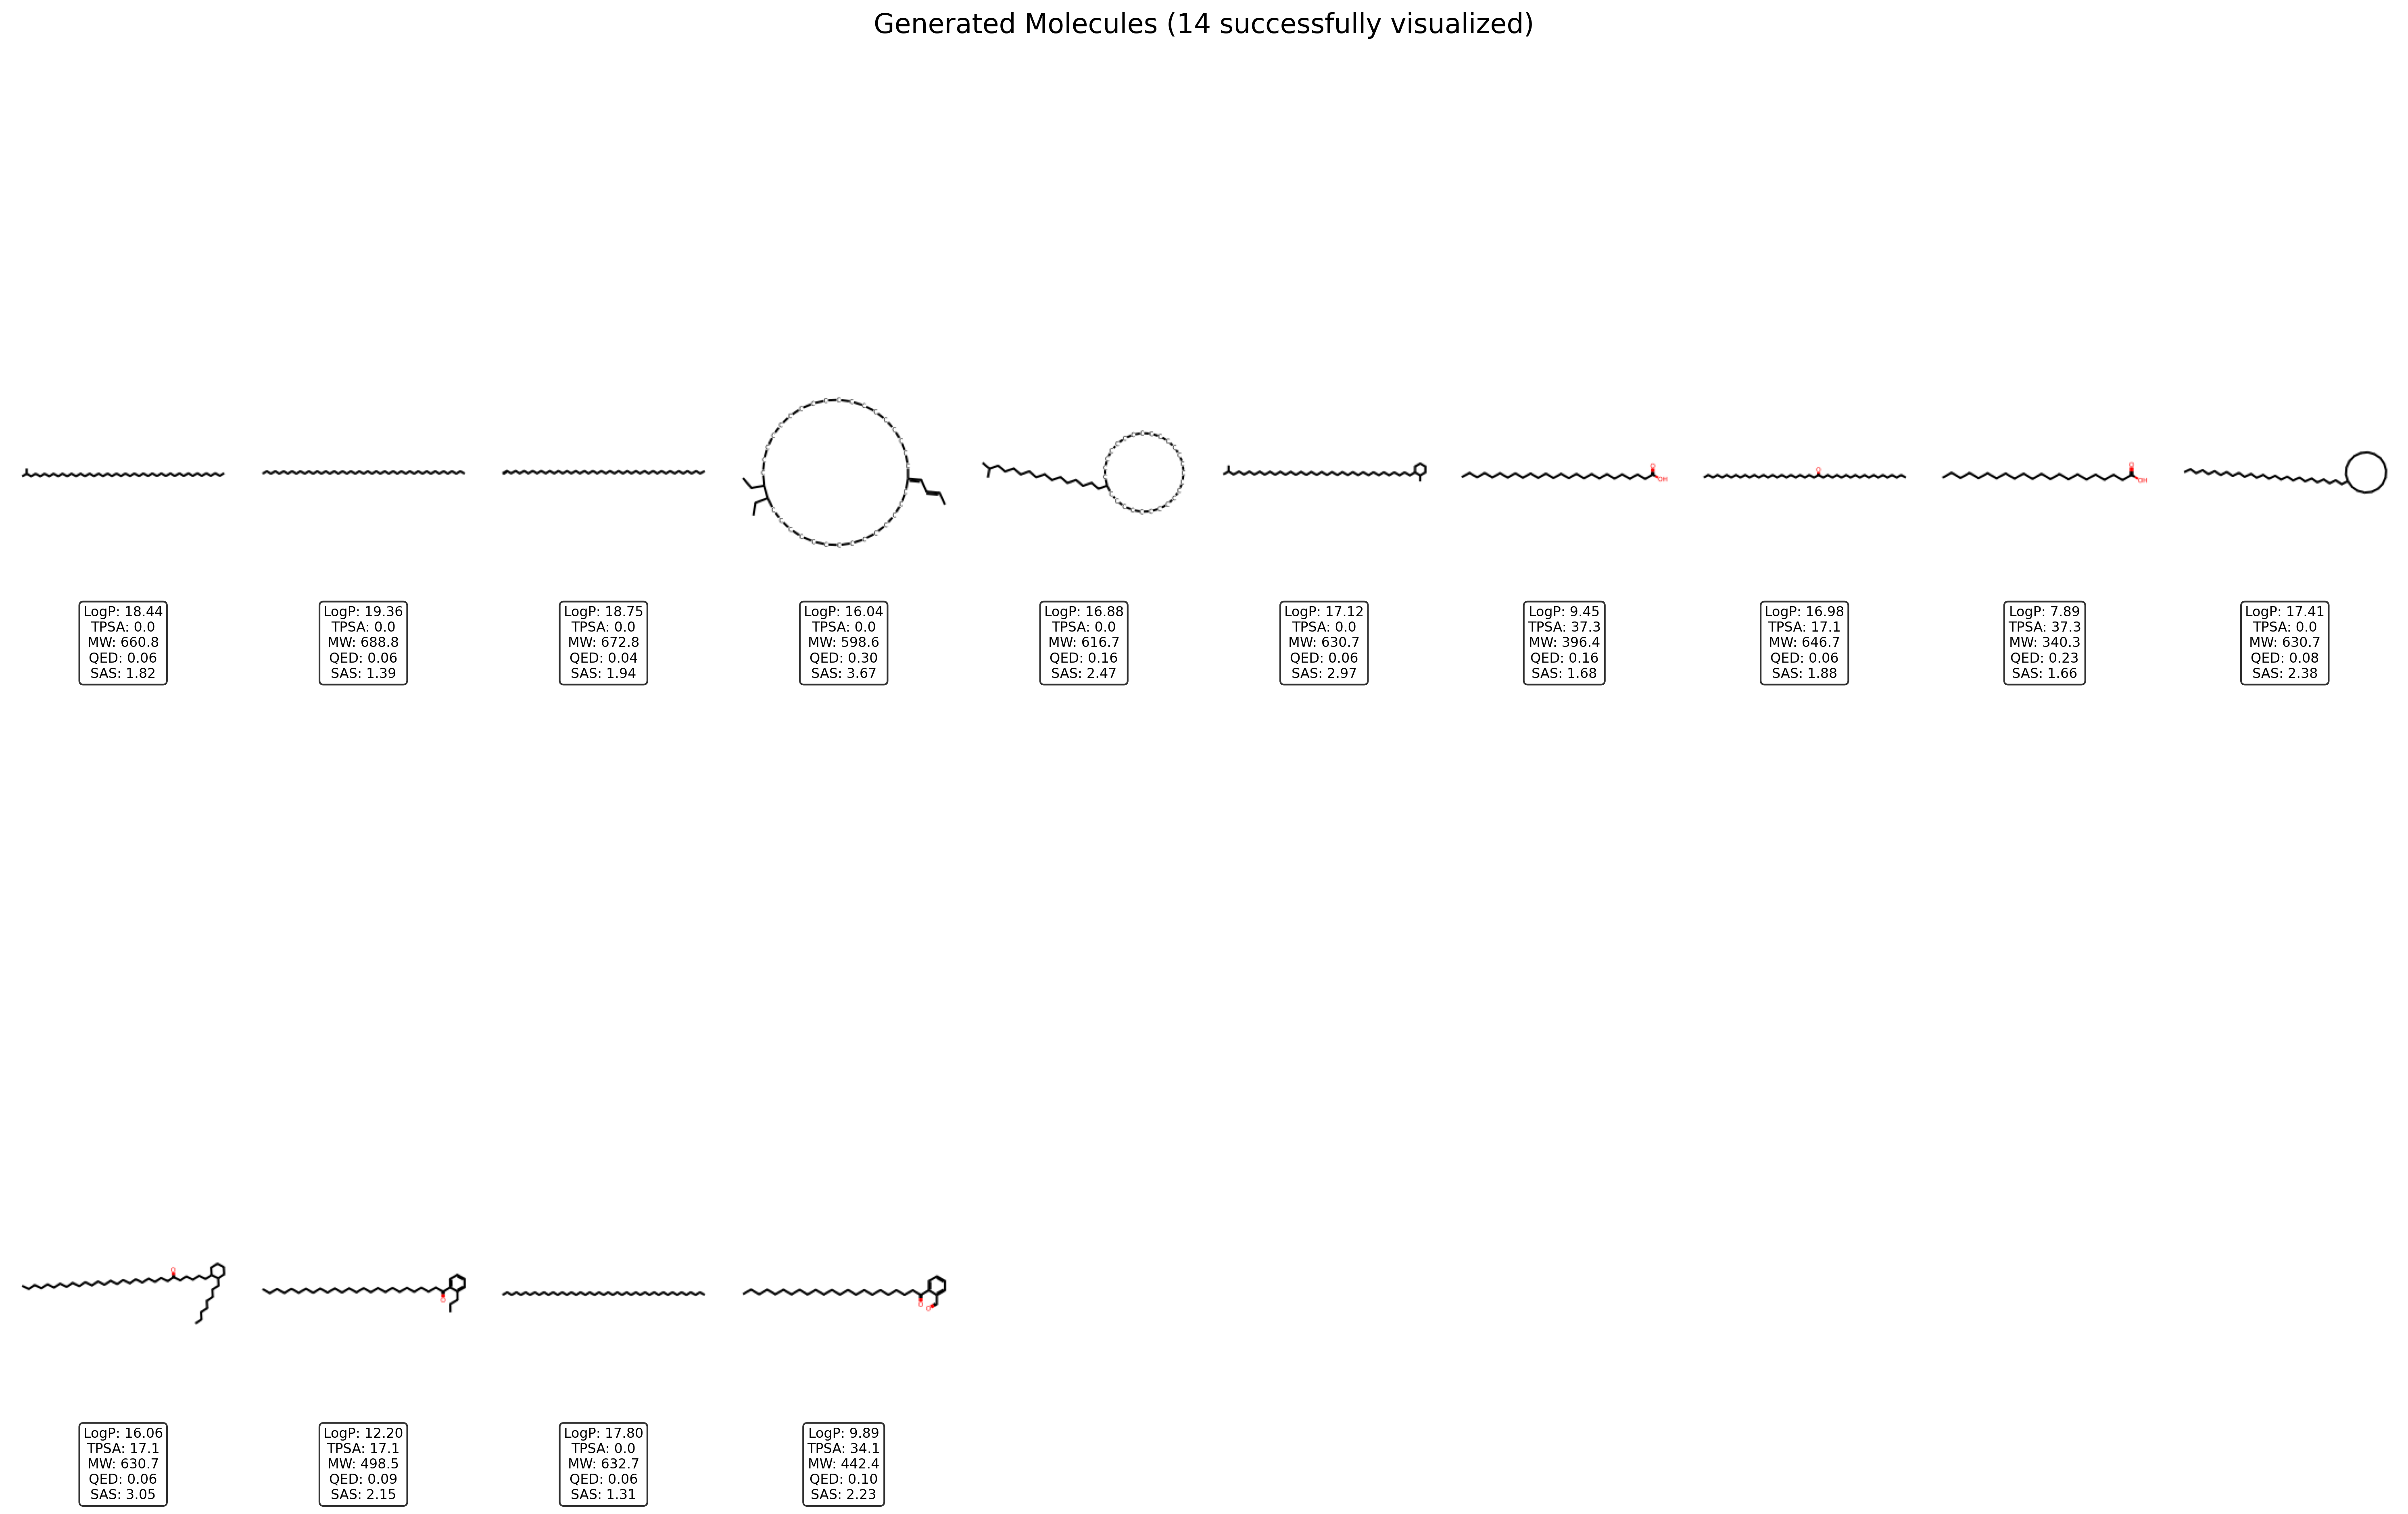 Generated Molecules (14 successfully visualized)
O
OH
O
O
OH
LogP: 18.44
TPSA: 0.0
MW: 660.8
QED: 0.06
SAS: 1.82
LogP: 19.36
TPSA: 0.0
MW: 688.8
QED: 0.06
SAS: 1.39
LogP: 18.75
TPSA: 0.0
MW: 672.8
QED: 0.04
SAS: 1.94
LogP: 16.04
TPSA: 0.0
MW: 598.6
QED: 0.30
SAS: 3.67
LogP: 16.88
TPSA: 0.0
MW: 616.7
QED: 0.16
SAS: 2.47
LogP: 17.12
TPSA: 0.0
MW: 630.7
QED: 0.06
SAS: 2.97
LogP: 9.45
TPSA: 37.3
MW: 396.4
QED: 0.16
SAS: 1.68
LogP: 16.98
TPSA: 17.1
MW: 646.7
QED: 0.06
SAS: 1.88
LogP: 7.89
TPSA: 37.3
MW: 340.3
QED: 0.23
SAS: 1.66
LogP: 17.41
TPSA: 0.0
MW: 630.7
QED: 0.08
SAS: 2.38
O
O
O
O
LogP: 16.06
TPSA: 17.1
MW: 630.7
QED: 0.06
SAS: 3.05
LogP: 12.20
TPSA: 17.1
MW: 498.5
QED: 0.09
SAS: 2.15
LogP: 17.80
TPSA: 0.0
MW: 632.7
QED: 0.06
SAS: 1.31
LogP: 9.89
TPSA: 34.1
MW: 442.4
QED: 0.10
SAS: 2.23